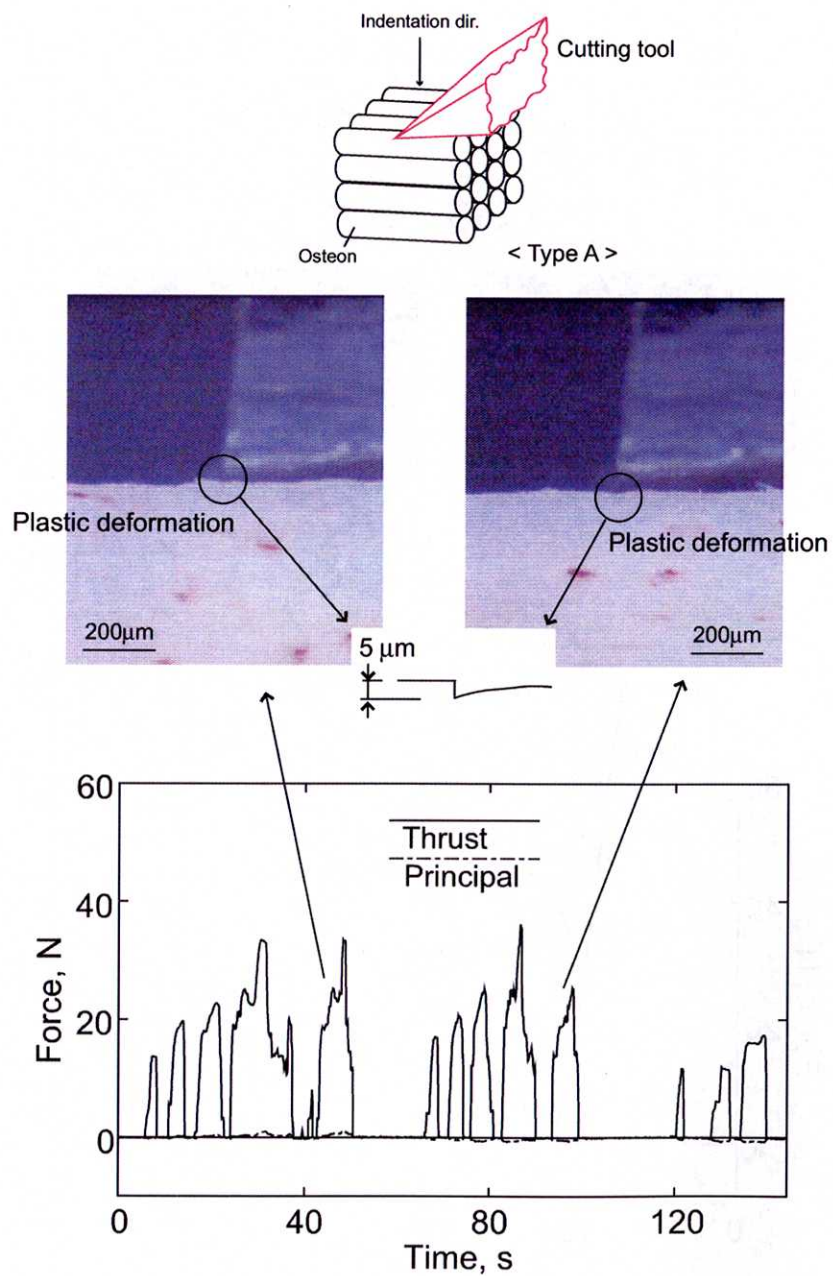 Indentation dir.
Cutting tool
Osteon
< Type A >
Plastic deformation
Plastic deformation
200μm
200μm
5 μm
60
40
20
0
Force, N
Thrust
Principal
0
40
80
120
Time, s